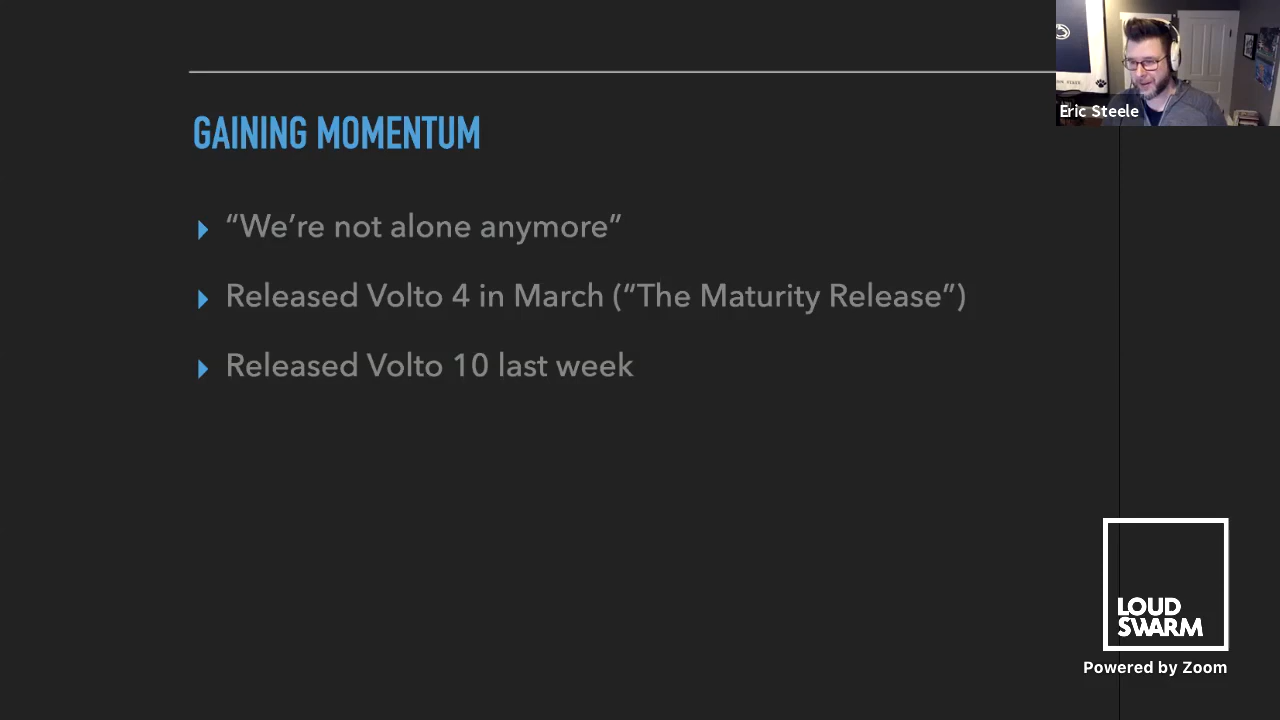 Eric Steele
GAINING MOMENTUM
“We’re not alone anymore”
Released Volto 4 in March (“The Maturity Release”)
Released Volto 10 last week
LOUD
SWARM
Powered by Zoom